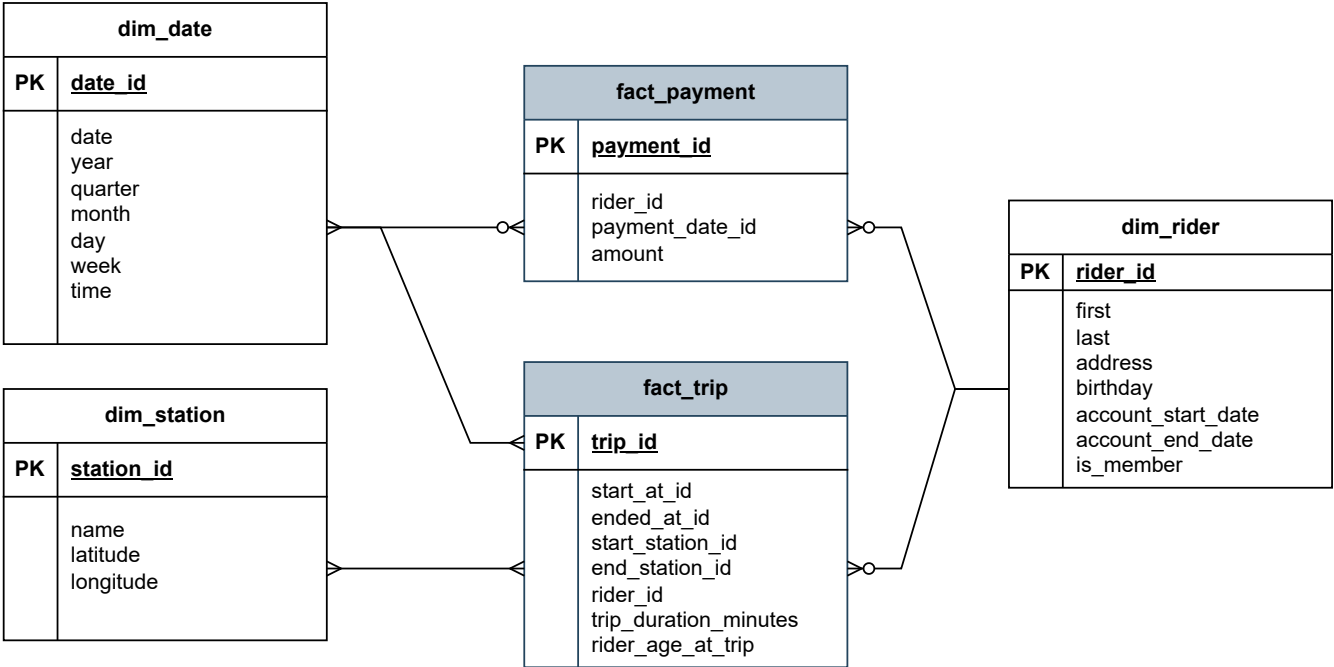 dim_date
PK date_id
date
year
quarter
month
day
week
time
dim_station
PK station_id
name
latitude
longitude
fact_payment
PK payment_id
rider_id
payment_date_id
amount
fact_trip
PK trip_id
start_at_id
ended_at_id
start_station_id
end_station_id
rider_id
trip_duration_minutes
rider_age_at_trip
dim_rider
PK rider_id
first
last
address
birthday
account_start_date
account_end_date
is_member